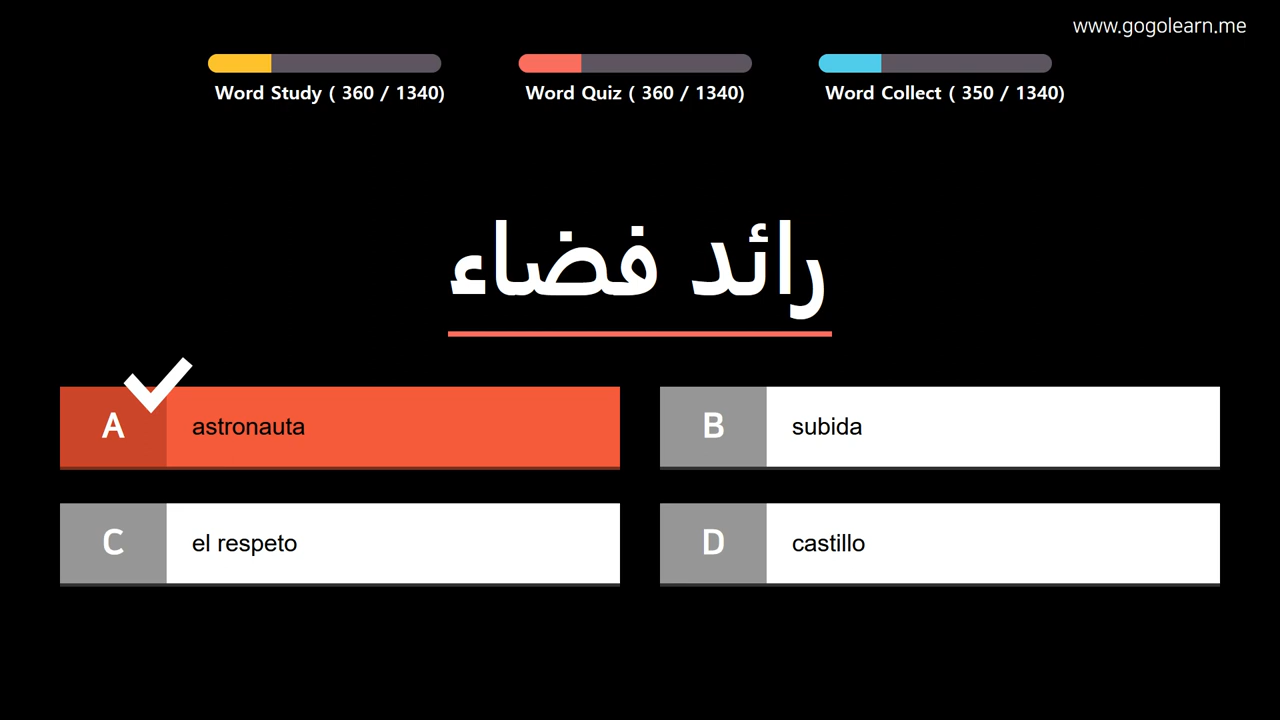 www.gogolearn.me
Word Study ( 360 / 1340)
Word Quiz ( 360 / 1340)
Word Collect ( 350 / 1340)
رائد فضاء
A astronauta
B subida
C el respeto
D castillo